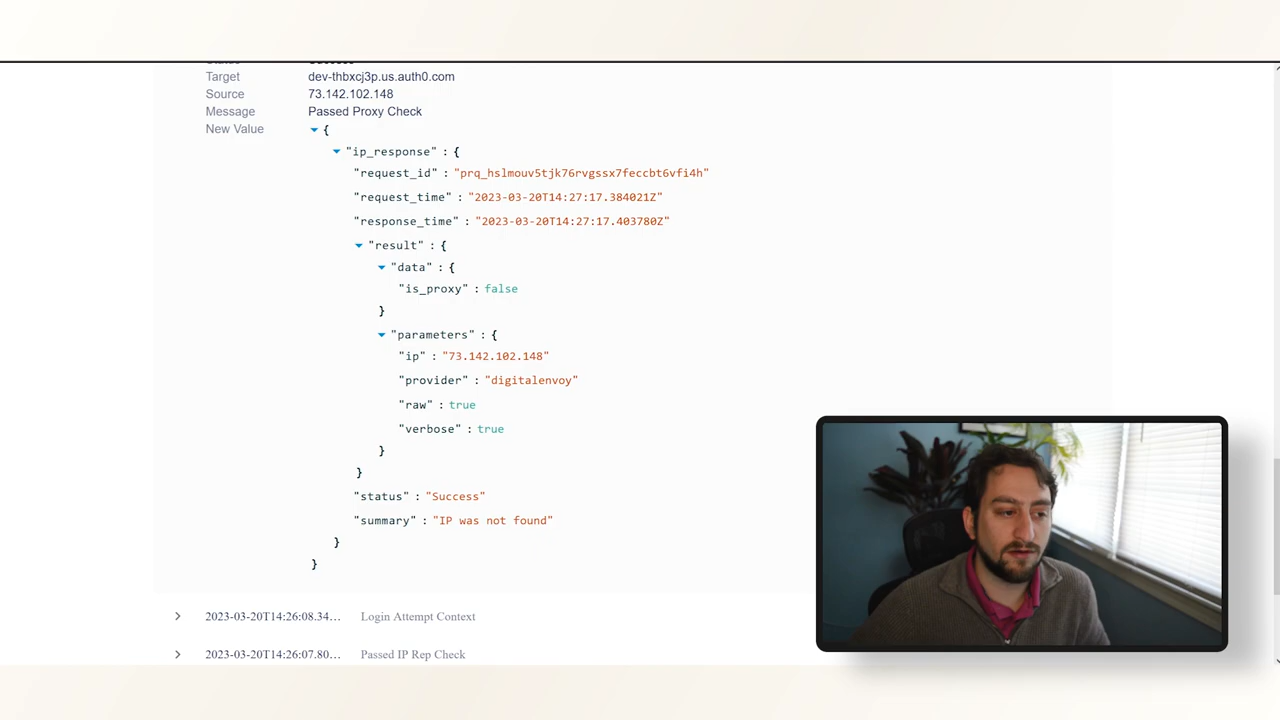 Status Success
Target dev-thbxcj3p.us.auth0.com
Source 73.142.102.148
Message Passed Proxy Check
New Value {
"ip_response" : {
"request_id" : "prq_hslmouv5tjk76rvgssx7feccbt6vfi4h"
"request_time" : "2023-03-20T14:27:17.384021Z"
"response_time" : "2023-03-20T14:27:17.403780Z"
"result" : {
"data" : {
"is_proxy" : false
}
"parameters" : {
"ip" : "73.142.102.148"
"provider" : "digitalenvoy"
"raw" : true
"verbose" : true
}
}
"status" : "Success"
"summary" : "IP was not found"
}
}
2023-03-20T14:26:08.34... Login Attempt Context
2023-03-20T14:26:07.80... Passed IP Rep Check